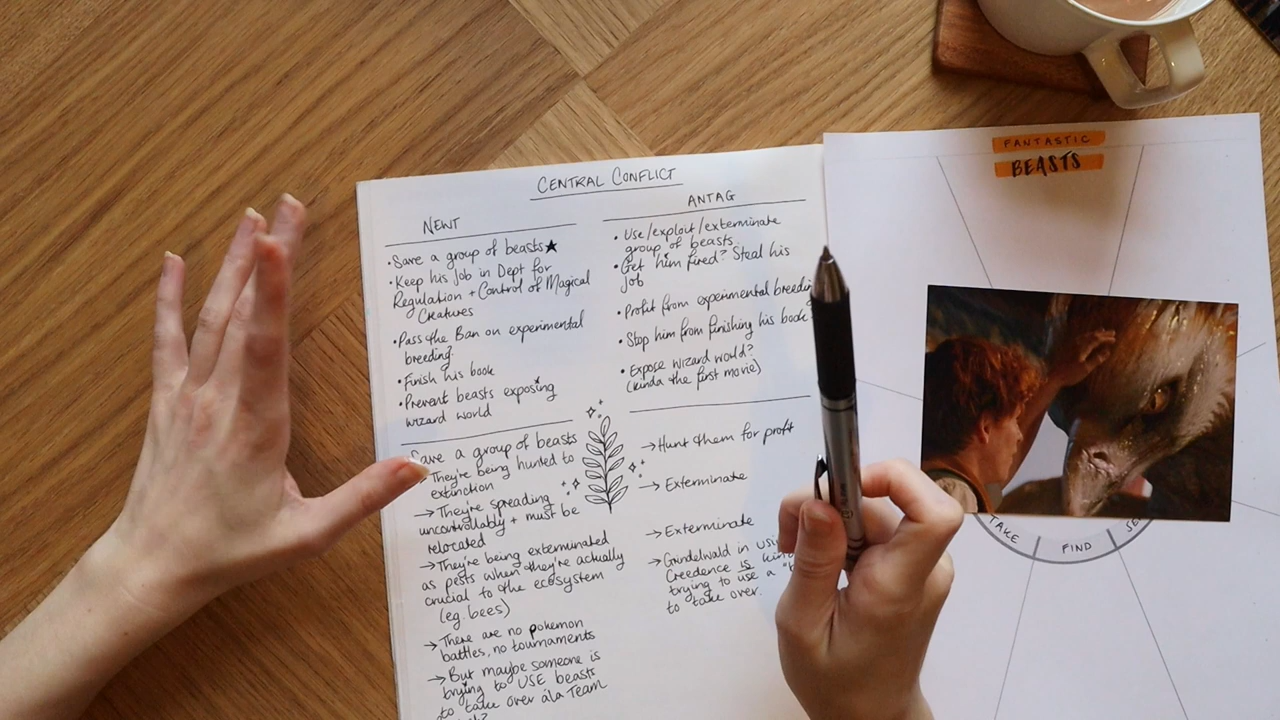 CENTRAL CONFLICT
NEWT
• Save a group of beasts★
• Keep his job in Dept for
Regulation + Control of Magical
Creatures
• Pass the Ban on experimental
breeding?
• Finish his book
• Prevent beasts exposing
wizard world
ANTAG
• Use/exploit/exterminate
group of beasts
• Get him fired? Steal his
job
• Profit from experimental breeding
• Stop him from finishing his book
• Expose wizard world?
(kinda the first movie)
Save a group of beasts
→ They're being hunted to
extinction
→ They're spreading
uncontrollably + must be
relocated
→ They're being exterminated
as pests when they're actually
crucial to the ecosystem
(eg. bees)
→ There are no pokemon
battles, no tournaments
→ But maybe someone is
trying to USE beasts
to take over a'la Team
→ Hunt them for profit
→ Exterminate
→ Exterminate
→ Grindelwald in
Creedence is
trying to use a
to take over.
FANTASTIC
BEASTS
TAKE
FIND